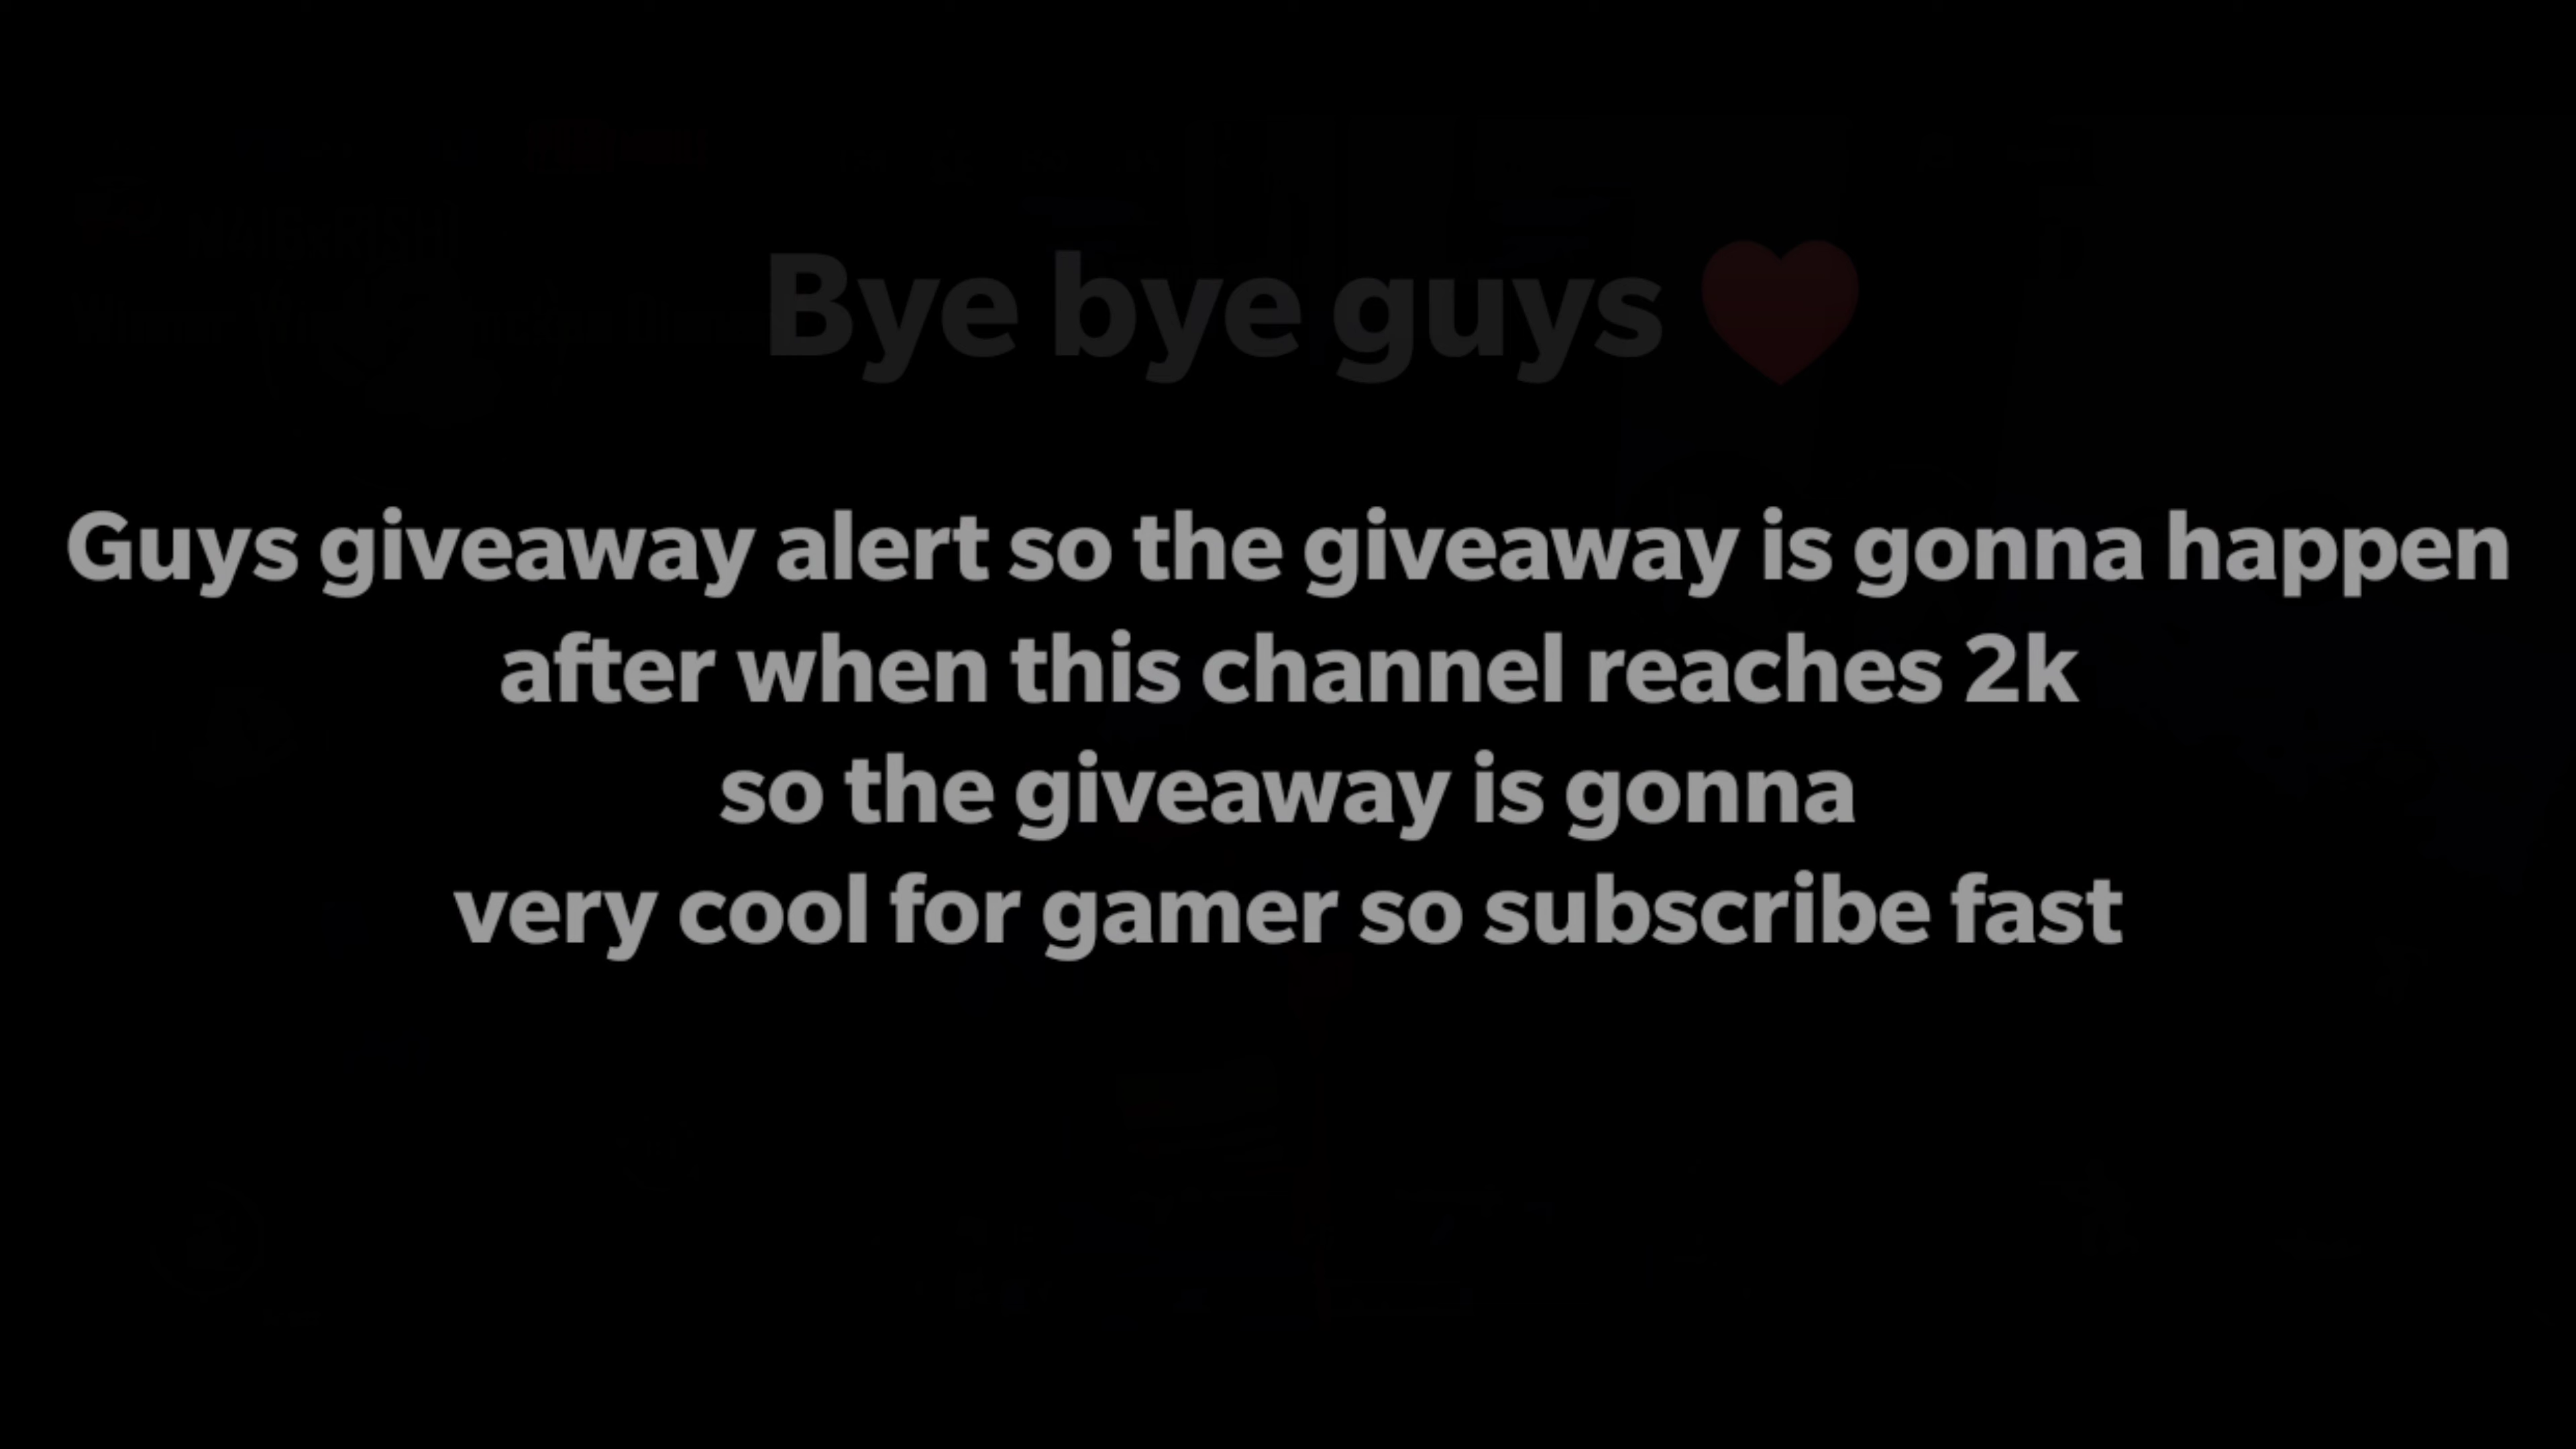 Bye bye guys ❤️
Guys giveaway alert so the giveaway is gonna happen
after when this channel reaches 2k
so the giveaway is gonna
very cool for gamer so subscribe fast